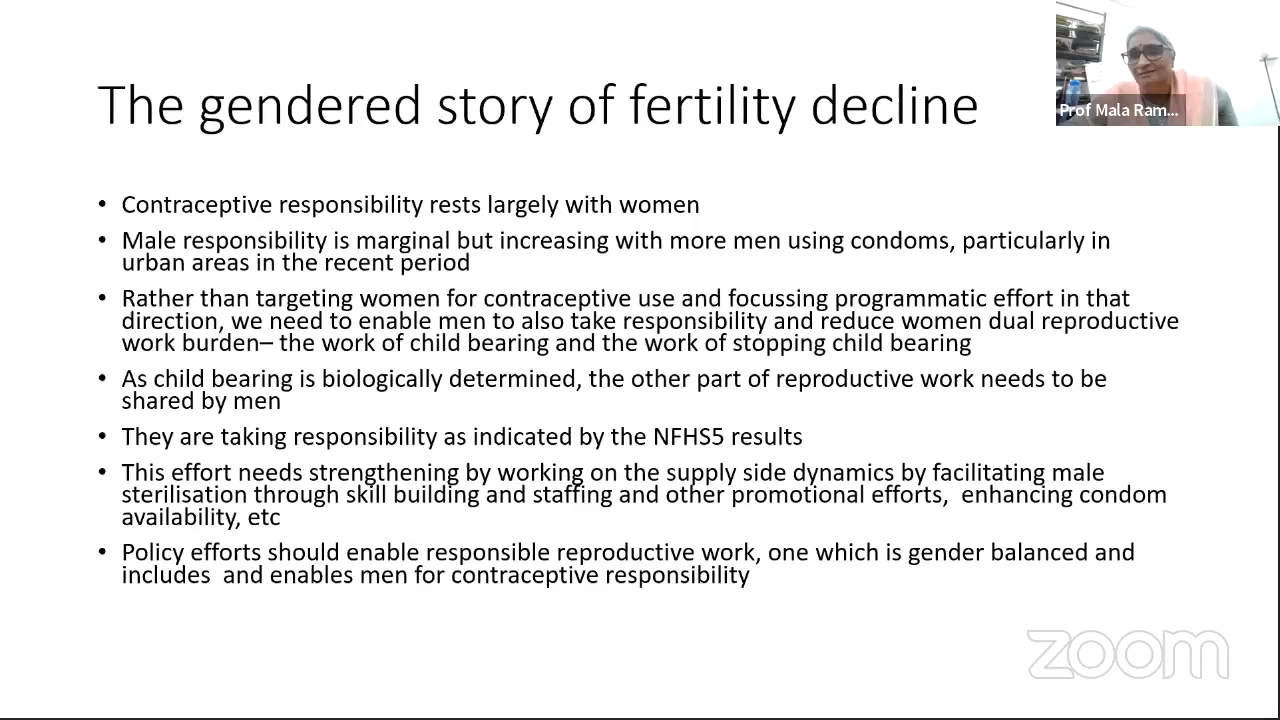 The gendered story of fertility decline
Prof Mala Ram...
• Contraceptive responsibility rests largely with women
• Male responsibility is marginal but increasing with more men using condoms, particularly in
urban areas in the recent period
• Rather than targeting women for contraceptive use and focussing programmatic effort in that
direction, we need to enable men to also take responsibility and reduce women dual reproductive
work burden– the work of child bearing and the work of stopping child bearing
• As child bearing is biologically determined, the other part of reproductive work needs to be
shared by men
• They are taking responsibility as indicated by the NFHS5 results
• This effort needs strengthening by working on the supply side dynamics by facilitating male
sterilisation through skill building and staffing and other promotional efforts,  enhancing condom
availability, etc
• Policy efforts should enable responsible reproductive work, one which is gender balanced and
includes  and enables men for contraceptive responsibility
zoom